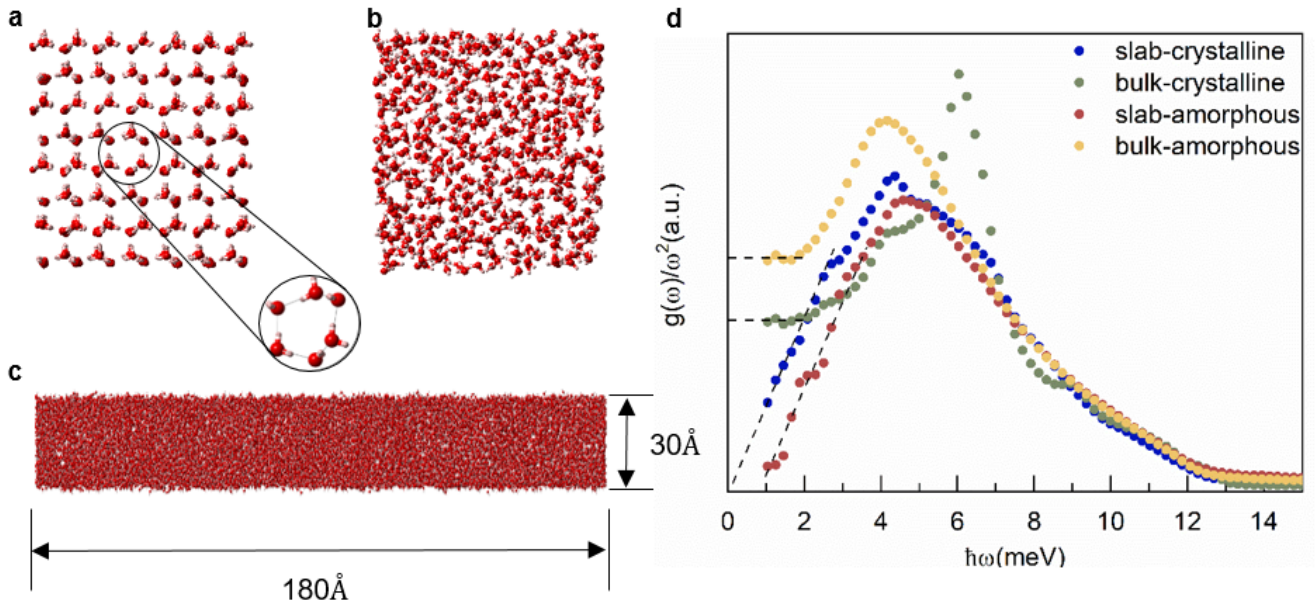 a
b
c
30Å
180Å
d
slab-crystalline
bulk-crystalline
slab-amorphous
bulk-amorphous
g(ω)/ω²(a.u.)
0 2 4 6 8 10 12 14
ħω(meV)